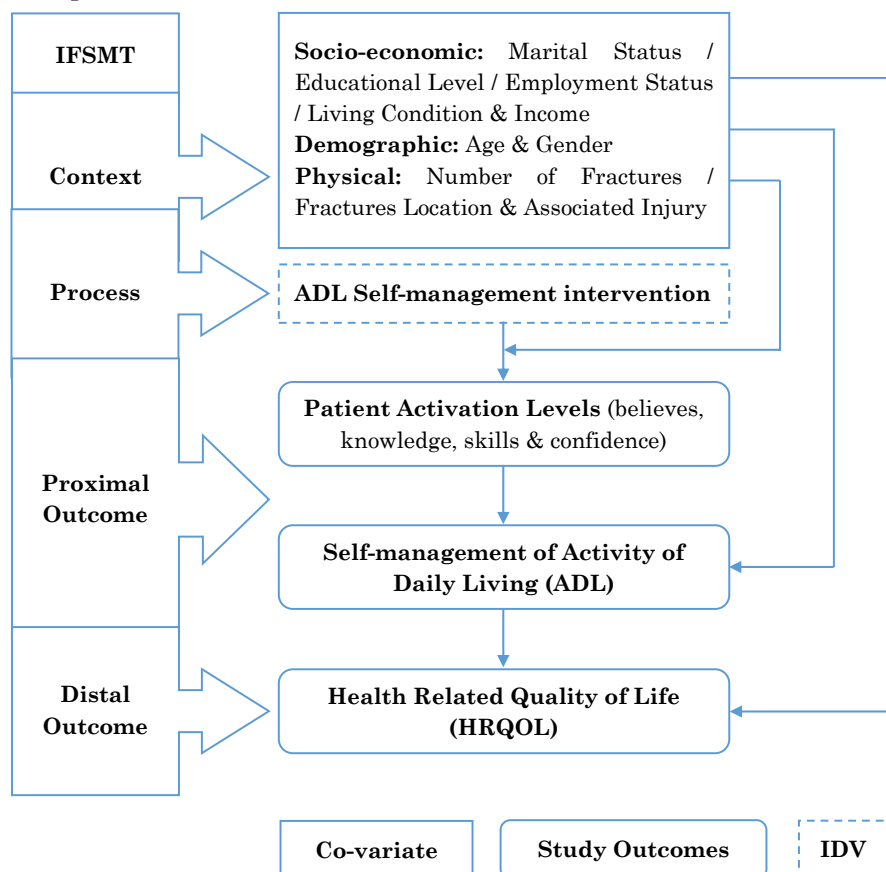 IFSMT
Context
Process
Proximal
Outcome
Distal
Outcome
Socio-economic: Marital Status /
Educational Level / Employment Status
/ Living Condition & Income
Demographic: Age & Gender
Physical: Number of Fractures /
Fractures Location & Associated Injury
ADL Self-management intervention
Patient Activation Levels (believes,
knowledge, skills & confidence)
Self-management of Activity of
Daily Living (ADL)
Health Related Quality of Life
(HRQOL)
Co-variate
Study Outcomes
IDV